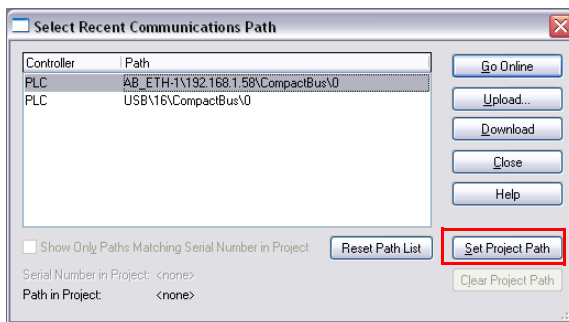 Select Recent Communications Path
Controller Path
PLC AB_ETH-1\192.168.1.58\CompactBus\0
PLC USB\16\CompactBus\0
Go Online
Upload...
Download
Close
Help
Show Only Paths Matching Serial Number in Project
Reset Path List
Set Project Path
Serial Number in Project: <none>
Clear Project Path
Path in Project: <none>